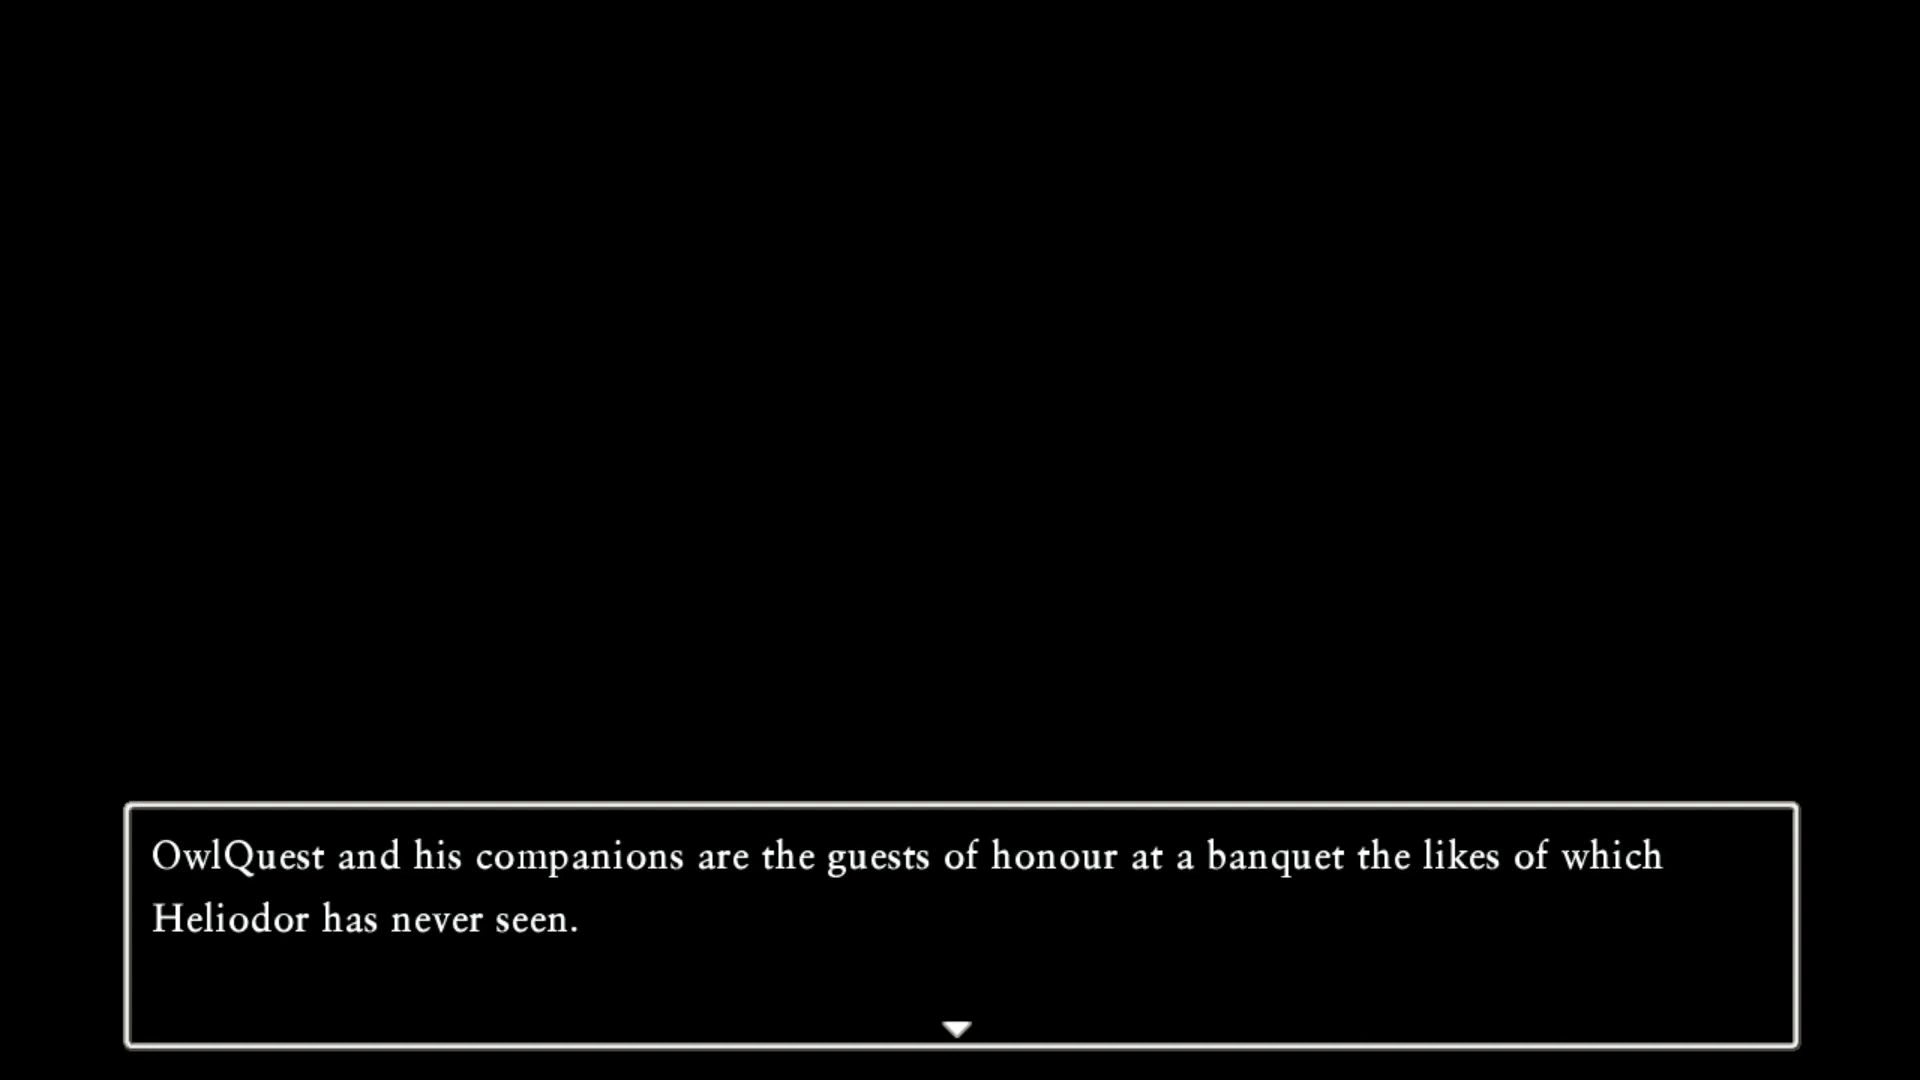 OwlQuest and his companions are the guests of honour at a banquet the likes of which
Heliodor has never seen.